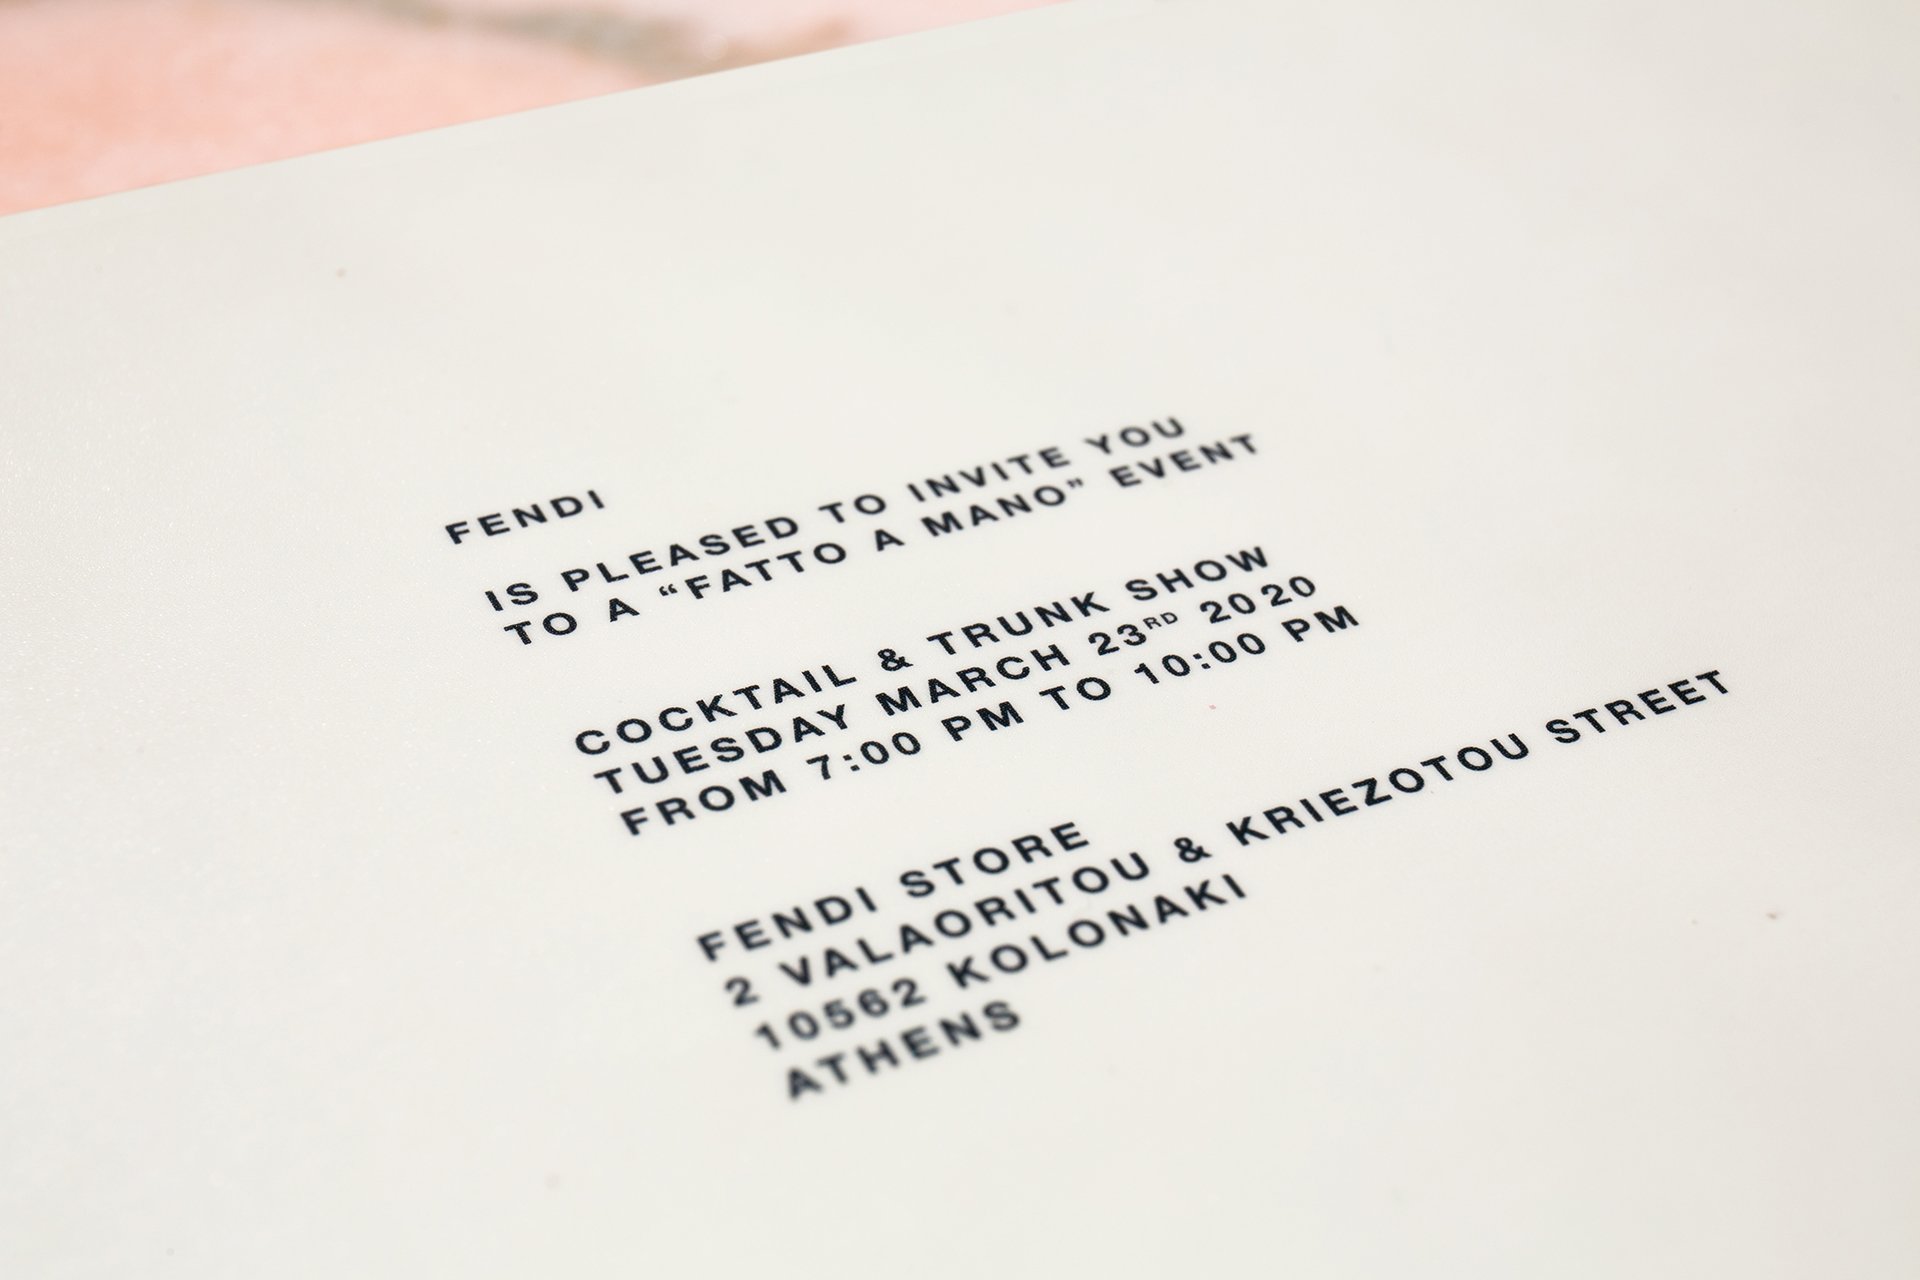 FENDI
IS PLEASED TO INVITE YOU
TO A “FATTO A MANO” EVENT
COCKTAIL & TRUNK SHOW
TUESDAY MARCH 23RD 2020
FROM 7:00 PM TO 10:00 PM
FENDI STORE
2 VALAORITOU & KRIEZOTOU STREET
10562 KOLONAKI
ATHENS